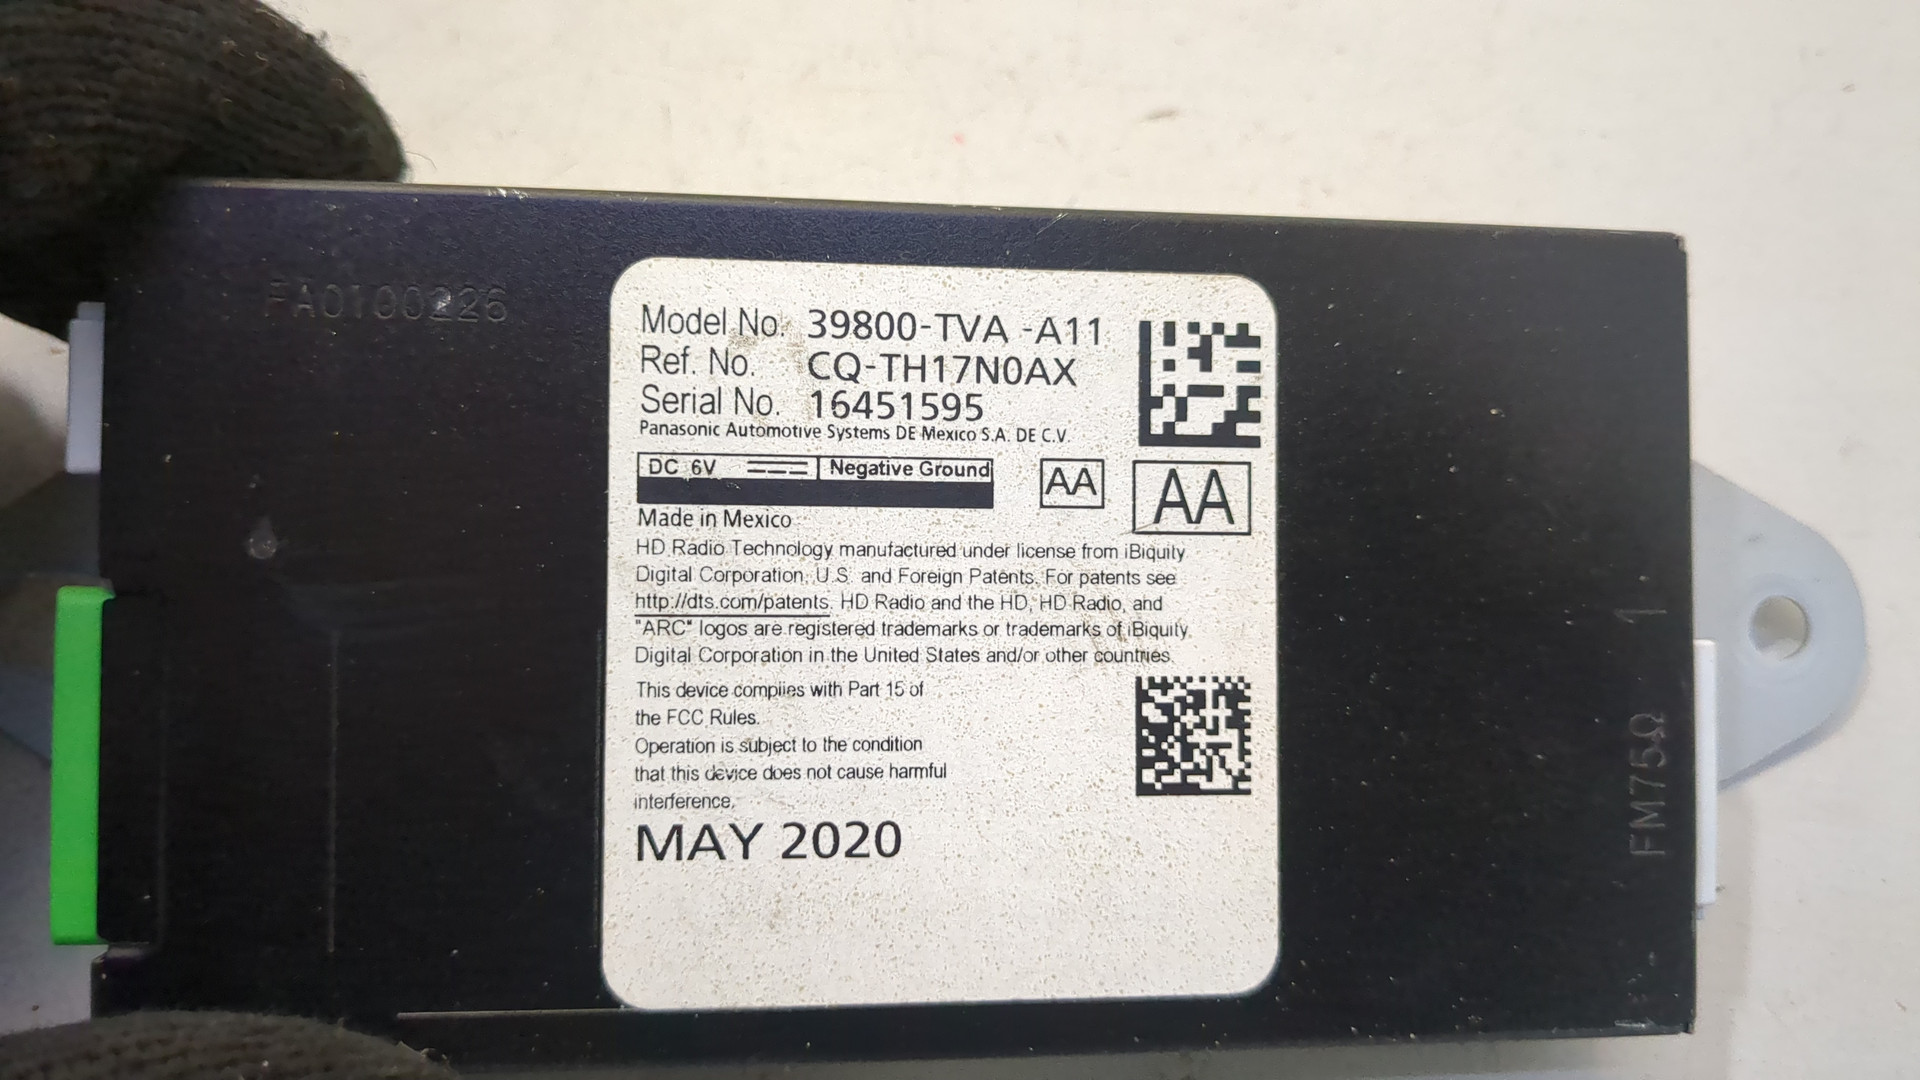 FA0100226
Model No. 39800-TVA -A11
Ref. No. CQ-TH17N0AX
Serial No. 16451595
Panasonic Automotive Systems DE Mexico S.A. DE C.V.
DC 6V Negative Ground
AA AA
Made in Mexico
HD Radio Technology manufactured under license from iBiquity
Digital Corporation, U.S. and Foreign Patents. For patents see
http://dts.com/patents. HD Radio and the HD, HD Radio, and
"ARC" logos are registered trademarks or trademarks of iBiquity
Digital Corporation in the United States and/or other countries.
This device complies with Part 15 of
the FCC Rules.
Operation is subject to the condition
that this device does not cause harmful
interference.
MAY 2020
FM75Ω 1